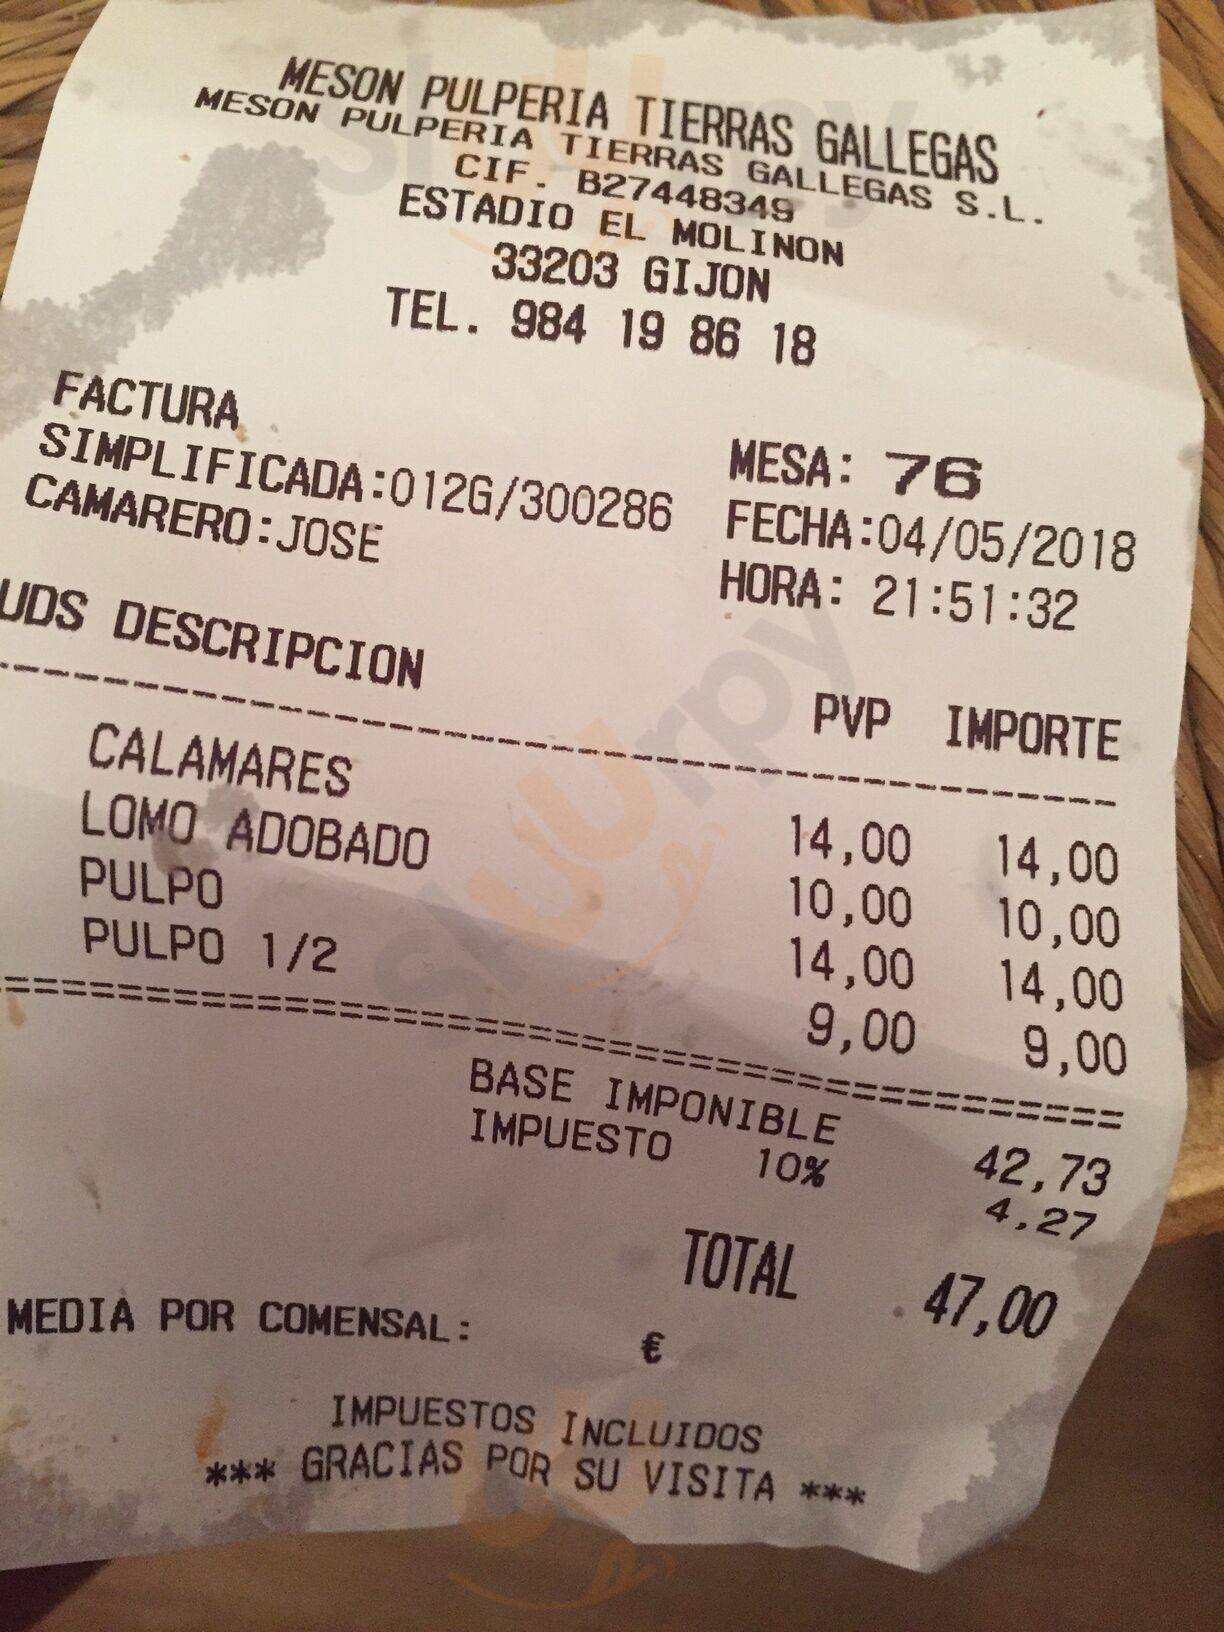 MESON PULPERIA TIERRAS GALLEGAS
MESON PULPERIA TIERRAS GALLEGAS S.L.
CIF. B27448349
ESTADIO EL MOLINON
33203 GIJON
TEL. 984 19 86 18
FACTURA
SIMPLIFICADA:012G/300286 MESA: 76
CAMARERO:JOSE FECHA:04/05/2018
HORA: 21:51:32
UDS DESCRIPCION PVP IMPORTE
CALAMARES 14,00 14,00
LOMO ADOBADO 10,00 10,00
PULPO 14,00 14,00
PULPO 1/2 9,00 9,00
BASE IMPONIBLE 42,73
IMPUESTO 10% 4.27
TOTAL 47,00
MEDIA POR COMENSAL: €
IMPUESTOS INCLUIDOS
*** GRACIAS POR SU VISITA ***
Sluurpy
Sluurpy
Sluurpy